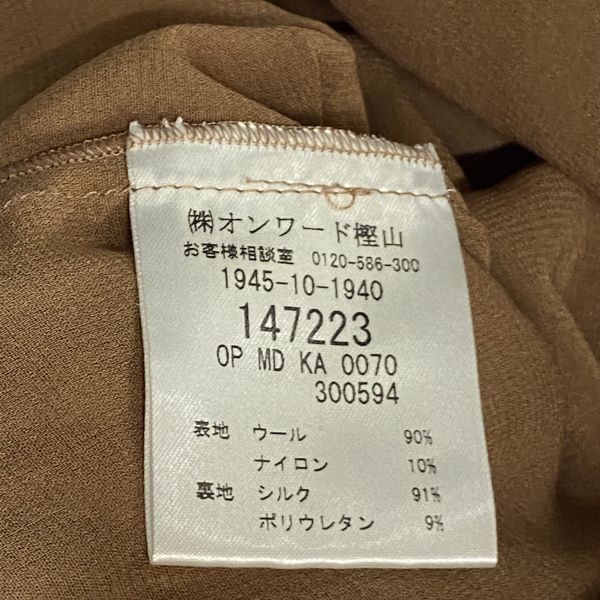 ㈱オンワード樫山
お客様相談室 0120-586-300
1945-10-1940
147223
OP MD KA 0070
300594
表地 ウール 90%
ナイロン 10%
裏地 シルク 91%
ポリウレタン 9%